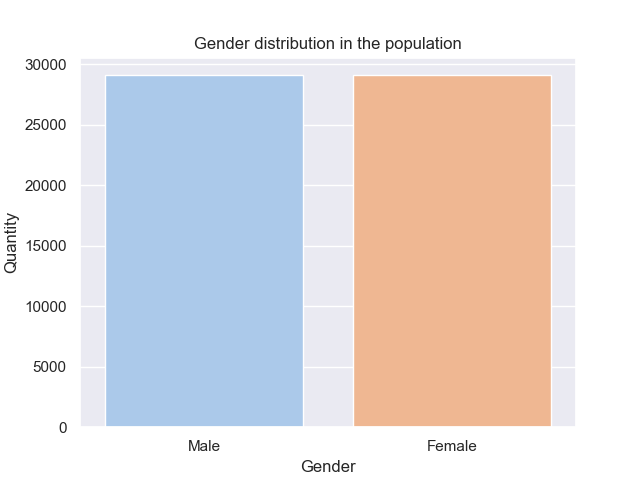 Gender distribution in the population
30000
25000
20000
15000
10000
5000
0
Quantity
Male Female
Gender